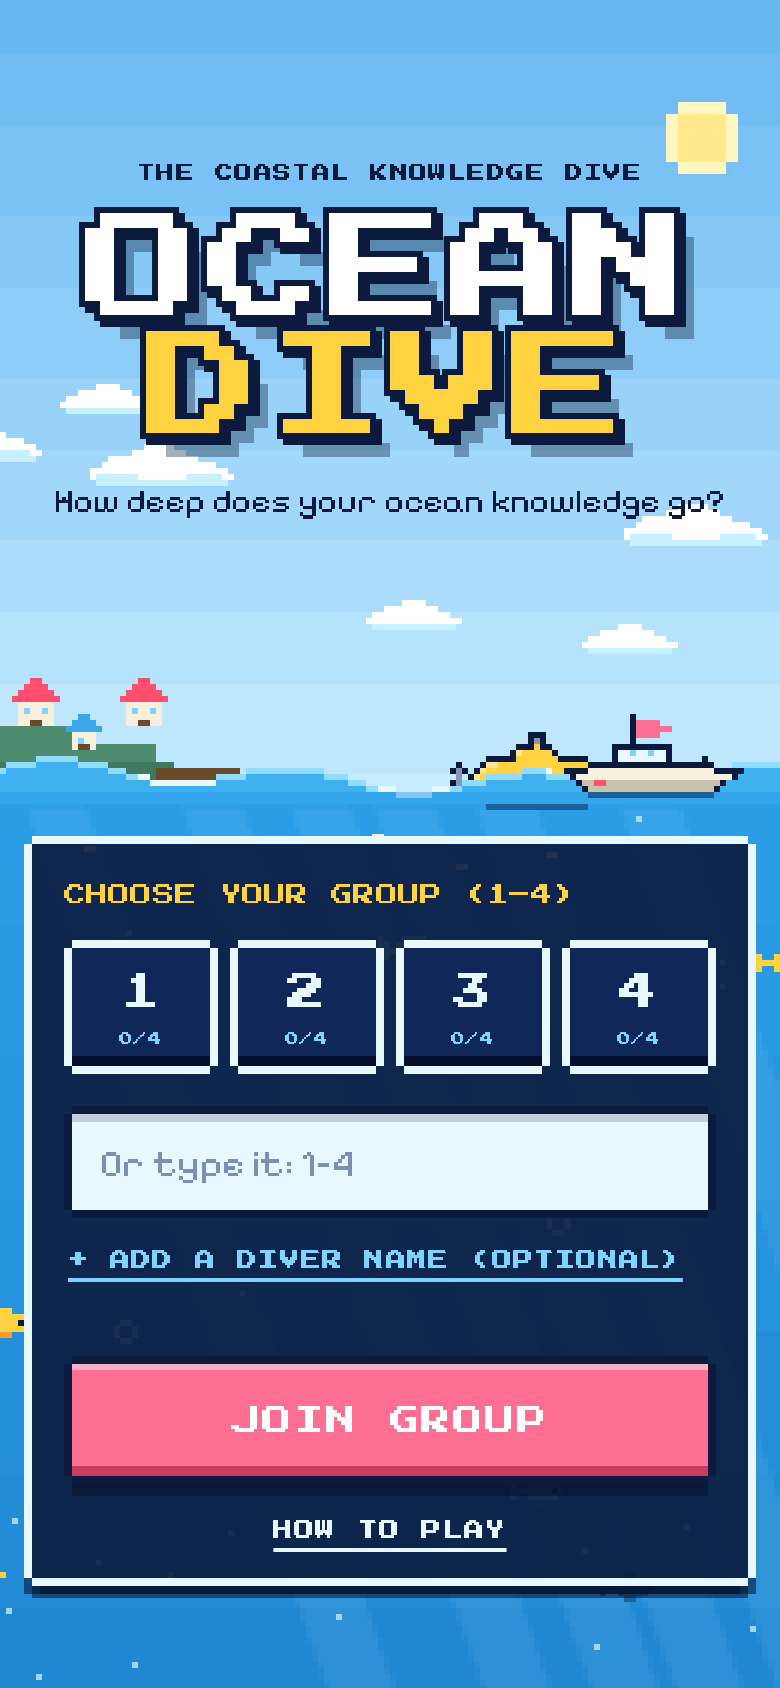 THE COASTAL KNOWLEDGE DIVE
OCEAN
DIVE
How deep does your ocean knowledge go?
CHOOSE YOUR GROUP (1-4)
1 2 3 4
0/4 0/4 0/4 0/4
Or type it: 1-4
+ ADD A DIVER NAME (OPTIONAL)
JOIN GROUP
HOW TO PLAY